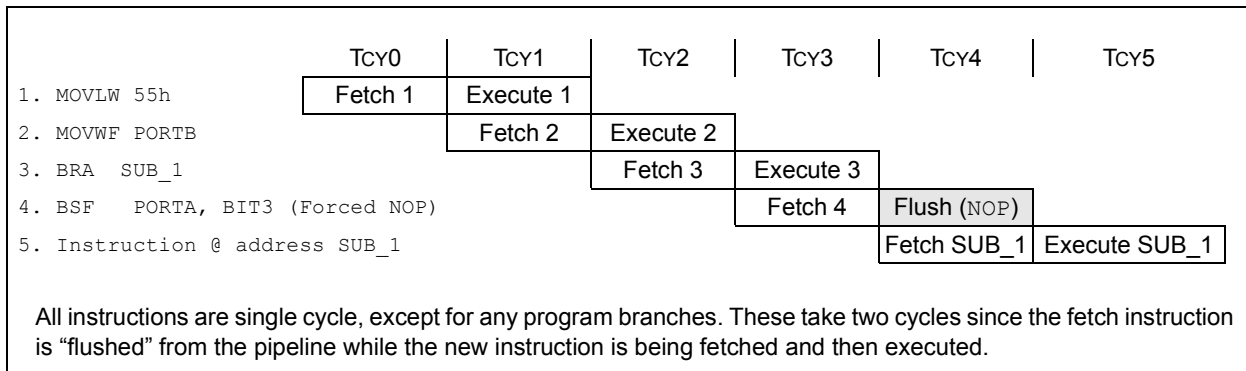 TCY0 TCY1 TCY2 TCY3 TCY4 TCY5
1. MOVLW 55h Fetch 1 Execute 1
2. MOVWF PORTB Fetch 2 Execute 2
3. BRA SUB_1 Fetch 3 Execute 3
4. BSF PORTA, BIT3 (Forced NOP) Fetch 4 Flush (NOP)
5. Instruction @ address SUB_1 Fetch SUB_1 Execute SUB_1
All instructions are single cycle, except for any program branches. These take two cycles since the fetch instruction
is “flushed” from the pipeline while the new instruction is being fetched and then executed.